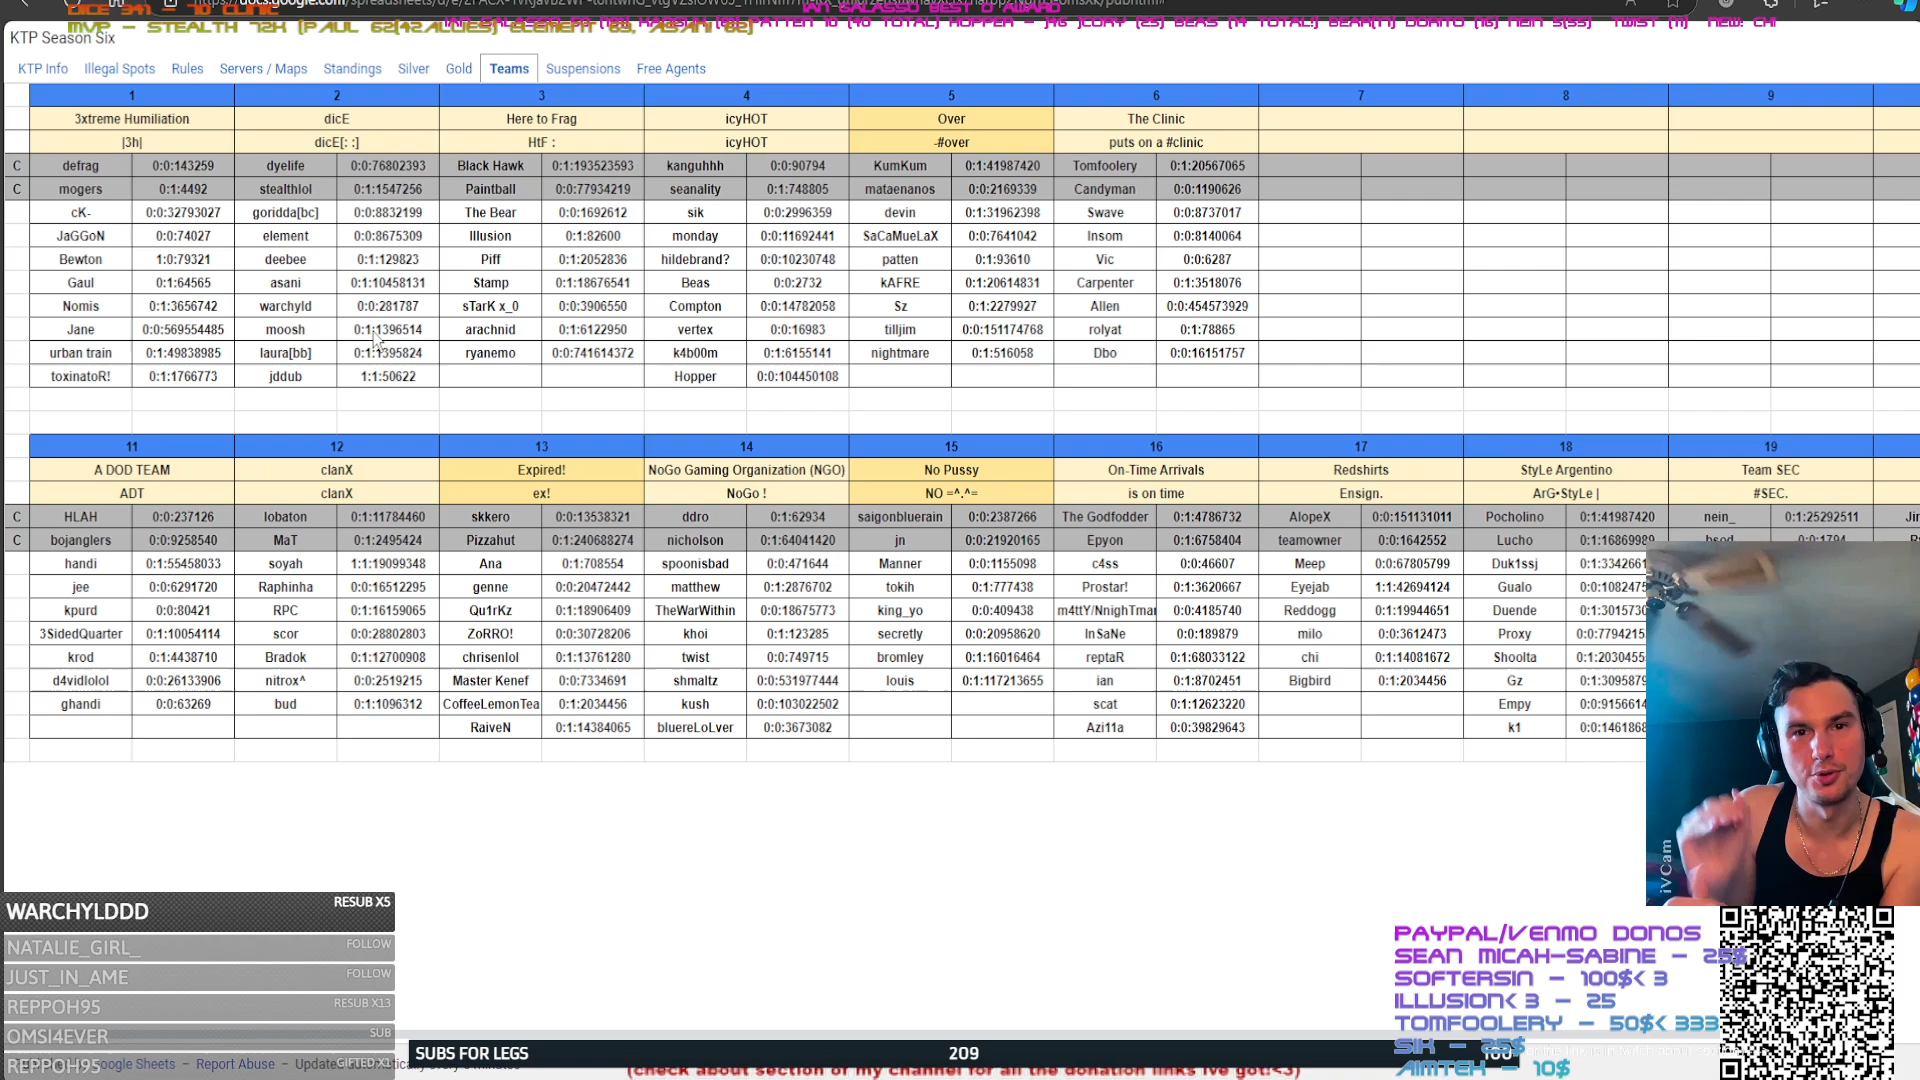 KTP Season Six
KTP Info Illegal Spots Rules Servers / Maps Standings Silver Gold Teams Suspensions Free Agents
1 2 3 4 5 6 7 8 9
3xtreme Humiliation dicE Here to Frag icyHOT Over The Clinic
|3h| dicE[: :] HtF : icyHOT -#over puts on a #clinic
C defrag 0:0:143259 dyelife 0:0:76802393 Black Hawk 0:1:193523593 kanguhhh 0:0:90794 KumKum 0:1:41987420 Tomfoolery 0:1:20567065
C mogers 0:1:4492 stealthlol 0:1:1547256 Paintball 0:0:77934219 seanality 0:1:748805 mataenanos 0:0:2169339 Candyman 0:0:1190626
cK- 0:0:32793027 goridda[bc] 0:0:8832199 The Bear 0:0:1692612 sik 0:0:2996359 devin 0:1:31962398 Swave 0:0:8737017
JaGGoN 0:0:74027 element 0:0:8675309 Illusion 0:1:82600 monday 0:0:11692441 SaCaMueLaX 0:0:7641042 Insom 0:0:8140064
Bewton 1:0:79321 deebee 0:1:129823 Piff 0:1:2052836 hildebrand? 0:0:10230748 patten 0:1:93610 Vic 0:0:6287
Gaul 0:1:64565 asani 0:1:10458131 Stamp 0:1:18676541 Beas 0:0:2732 kAFRE 0:1:20614831 Carpenter 0:1:3518076
Nomis 0:1:3656742 warchyld 0:0:281787 sTarK x_0 0:0:3906550 Compton 0:0:14782058 Sz 0:1:2279927 Allen 0:0:454573929
Jane 0:0:569554485 moosh 0:1:1396514 arachnid 0:1:6122950 vertex 0:0:16983 tilljim 0:0:151174768 rolyat 0:1:78865
urban train 0:1:49838985 laura[bb] 0:1:1395824 ryanemo 0:0:741614372 k4b00m 0:1:6155141 nightmare 0:1:516058 Dbo 0:0:16151757
toxinatoR! 0:1:1766773 jddub 1:1:50622 Hopper 0:0:104450108
11 12 13 14 15 16 17 18 19
A DOD TEAM clanX Expired! NoGo Gaming Organization (NGO) No Pussy On-Time Arrivals Redshirts StyLe Argentino Team SEC
ADT clanX ex! NoGo ! NO =^.^= is on time Ensign. ArG•StyLe | #SEC.
C HLAH 0:0:237126 lobaton 0:1:11784460 skkero 0:0:13538321 ddro 0:1:62934 saigonbluerain 0:0:2387266 The Godfodder 0:1:4786732 AlopeX 0:0:151131011 Pocholino 0:1:41987420 nein_ 0:1:25292511
C bojanglers 0:0:9258540 MaT 0:1:2495424 Pizzahut 0:1:240688274 nicholson 0:1:64041420 jn 0:0:21920165 Epyon 0:1:6758404 teamowner 0:0:1642552 Lucho 0:1:16869989
handi 0:1:55458033 soyah 1:1:19099348 Ana 0:1:708554 spoonisbad 0:0:471644 Manner 0:0:1155098 c4ss 0:0:46607 Meep 0:0:67805799 Duk1ssj 0:1:3342661
jee 0:0:6291720 Raphinha 0:0:16512295 genne 0:0:20472442 matthew 0:1:2876702 tokih 0:1:777438 Prostar! 0:1:3620667 Eyejab 1:1:42694124 Gualo 0:0:1082475
kpurd 0:0:80421 RPC 0:1:16159065 Qu1rKz 0:1:18906409 TheWarWithin 0:0:18675773 king_yo 0:0:409438 m4ttY/NnighTmar 0:0:4185740 Reddogg 0:1:19944651 Duende 0:1:3015730
3SidedQuarter 0:1:10054114 scor 0:0:28802803 ZoRRO! 0:0:30728206 khoi 0:1:123285 secretly 0:0:20958620 InSaNe 0:0:189879 milo 0:0:3612473 Proxy 0:0:7794215
krod 0:1:4438710 Bradok 0:1:12700908 chrisenlol 0:1:13761280 twist 0:0:749715 bromley 0:1:16016464 reptaR 0:1:68033122 chi 0:1:14081672 Shoolta 0:1:2030455
d4vidlolol 0:0:26133906 nitrox^ 0:0:2519215 Master Kenef 0:0:7334691 shmaltz 0:0:531977444 louis 0:1:117213655 ian 0:1:8702451 Bigbird 0:1:2034456 Gz 0:1:3095879
ghandi 0:0:63269 bud 0:1:1096312 CoffeeLemonTea 0:1:2034456 kush 0:0:103022502 scat 0:1:12623220 Empy 0:0:9156614
RaiveN 0:1:14384065 bluereLoLver 0:0:3673082 Azi11a 0:0:39829643 k1 0:0:1461868
iVCam
WARCHYLDDD RESUB X5
NATALIE_GIRL_ FOLLOW
JUST_IN_AME FOLLOW
REPPOH95 RESUB X13
OMSI4EVER SUB
REPPOH95 GIFTED X1
Google Sheets – Report Abuse –
SUBS FOR LEGS 209
(check about section of my channel for all the donation links ive got!<3)
PAYPAL/VENMO DONOS
SEAN MICAH-SABINE - 25$
SOFTERSIN - 100$< 3
ILLUSION< 3 - 25
TOMFOOLERY - 50$< 333
SIK - 25$
AIMTEK - 10$